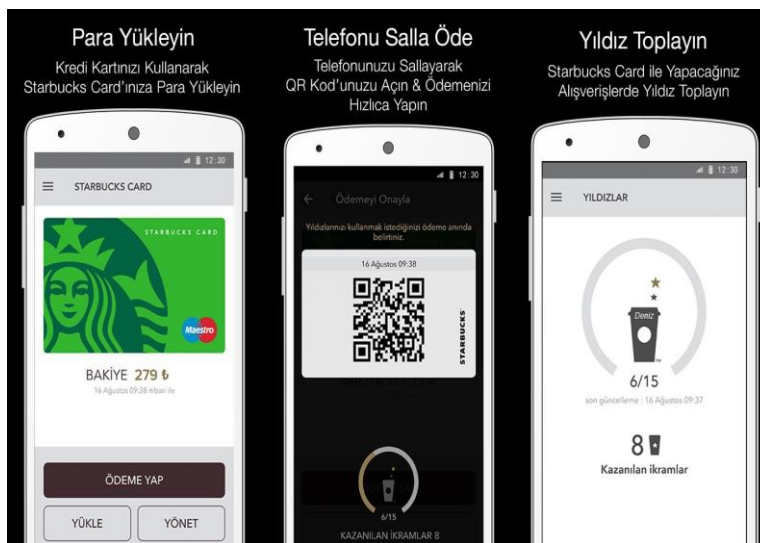 Para Yükleyin
Kredi Kartınızı Kullanarak
Starbucks Card'ınıza Para Yükleyin
12:30
STARBUCKS CARD
STARBUCKS CARD
Maestro
BAKİYE 279 ₺
16 Ağustos 09:38 itibari ile
ÖDEME YAP
YÜKLE
YÖNET
Telefonu Salla Öde
Telefonunuzu Sallayarak
QR Kod'unuzu Açın & Ödemenizi
Hızlıca Yapın
12:30
Ödemeyi Onayla
Yıldızlarınızı kullanmak istediğinizi ödeme anında
belirtiniz.
16 Ağustos 09:38
STARBUCKS
6/15
KAZANILAN İKRAMLAR 8
Yıldız Toplayın
Starbucks Card ile Yapacağınız
Alışverişlerde Yıldız Toplayın
12:30
YILDIZLAR
Deniz
6/15
son güncelleme : 16 Ağustos 09:37
8
Kazanılan ikramlar